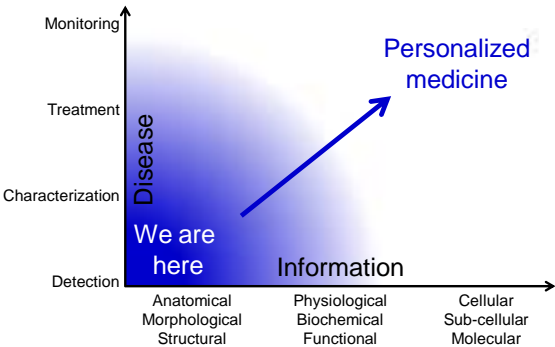 Monitoring
Personalized
medicine
Treatment
Disease
Characterization
We are
here
Information
Detection
Anatomical
Morphological
Structural
Physiological
Biochemical
Functional
Cellular
Sub-cellular
Molecular